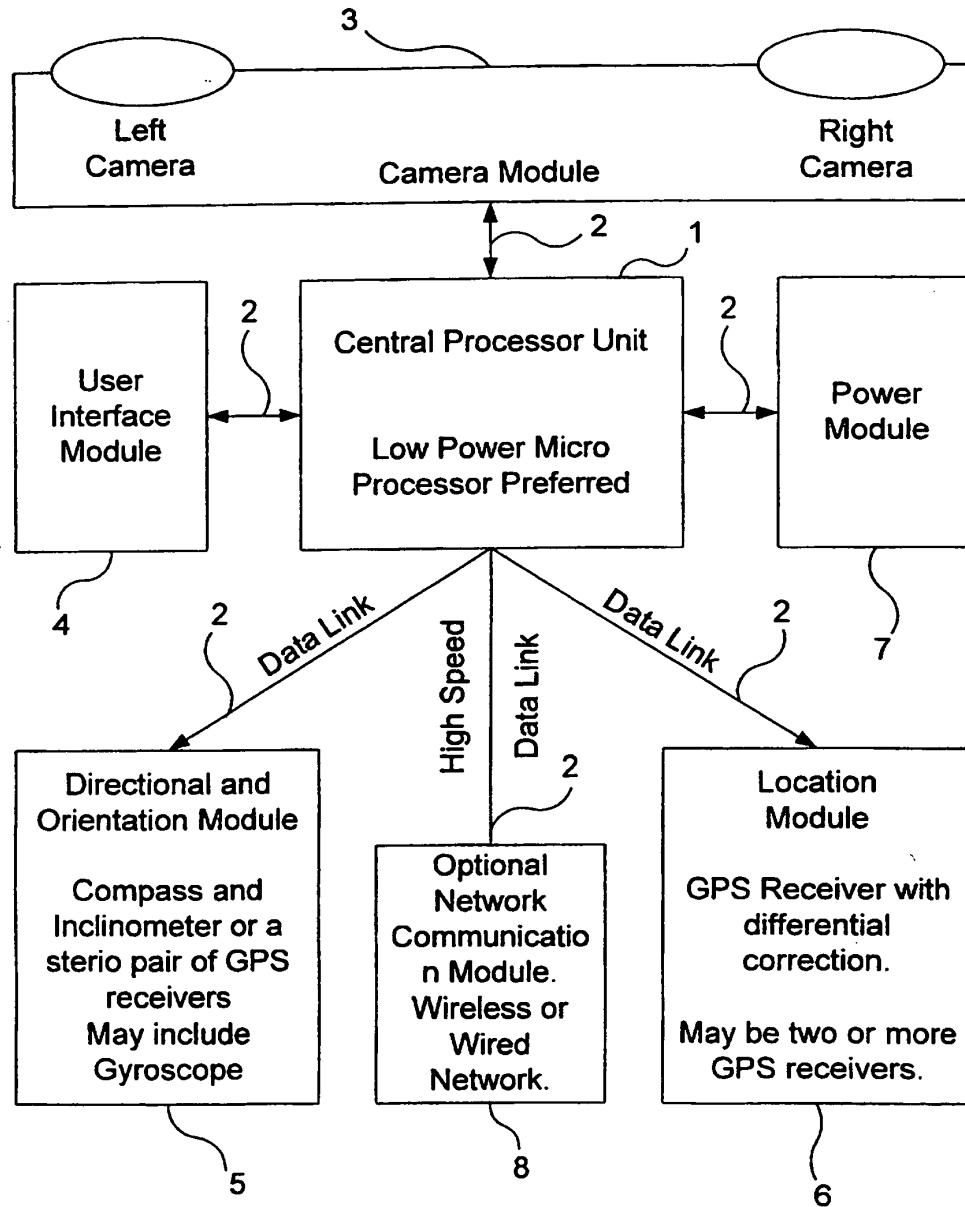 3
Left
Camera
Right
Camera
Camera Module
2
1
User
Interface
Module
2
Central Processor Unit
Low Power Micro
Processor Preferred
2
Power
Module
4
7
2
Data Link
High Speed
Data Link
Data Link
2
Directional and
Orientation Module
Compass and
Inclinometer or a
sterio pair of GPS
receivers
May include
Gyroscope
2
Optional
Network
Communicatio
n Module.
Wireless or
Wired
Network.
Location
Module
GPS Receiver with
differential
correction.
May be two or more
GPS receivers.
5
8
6